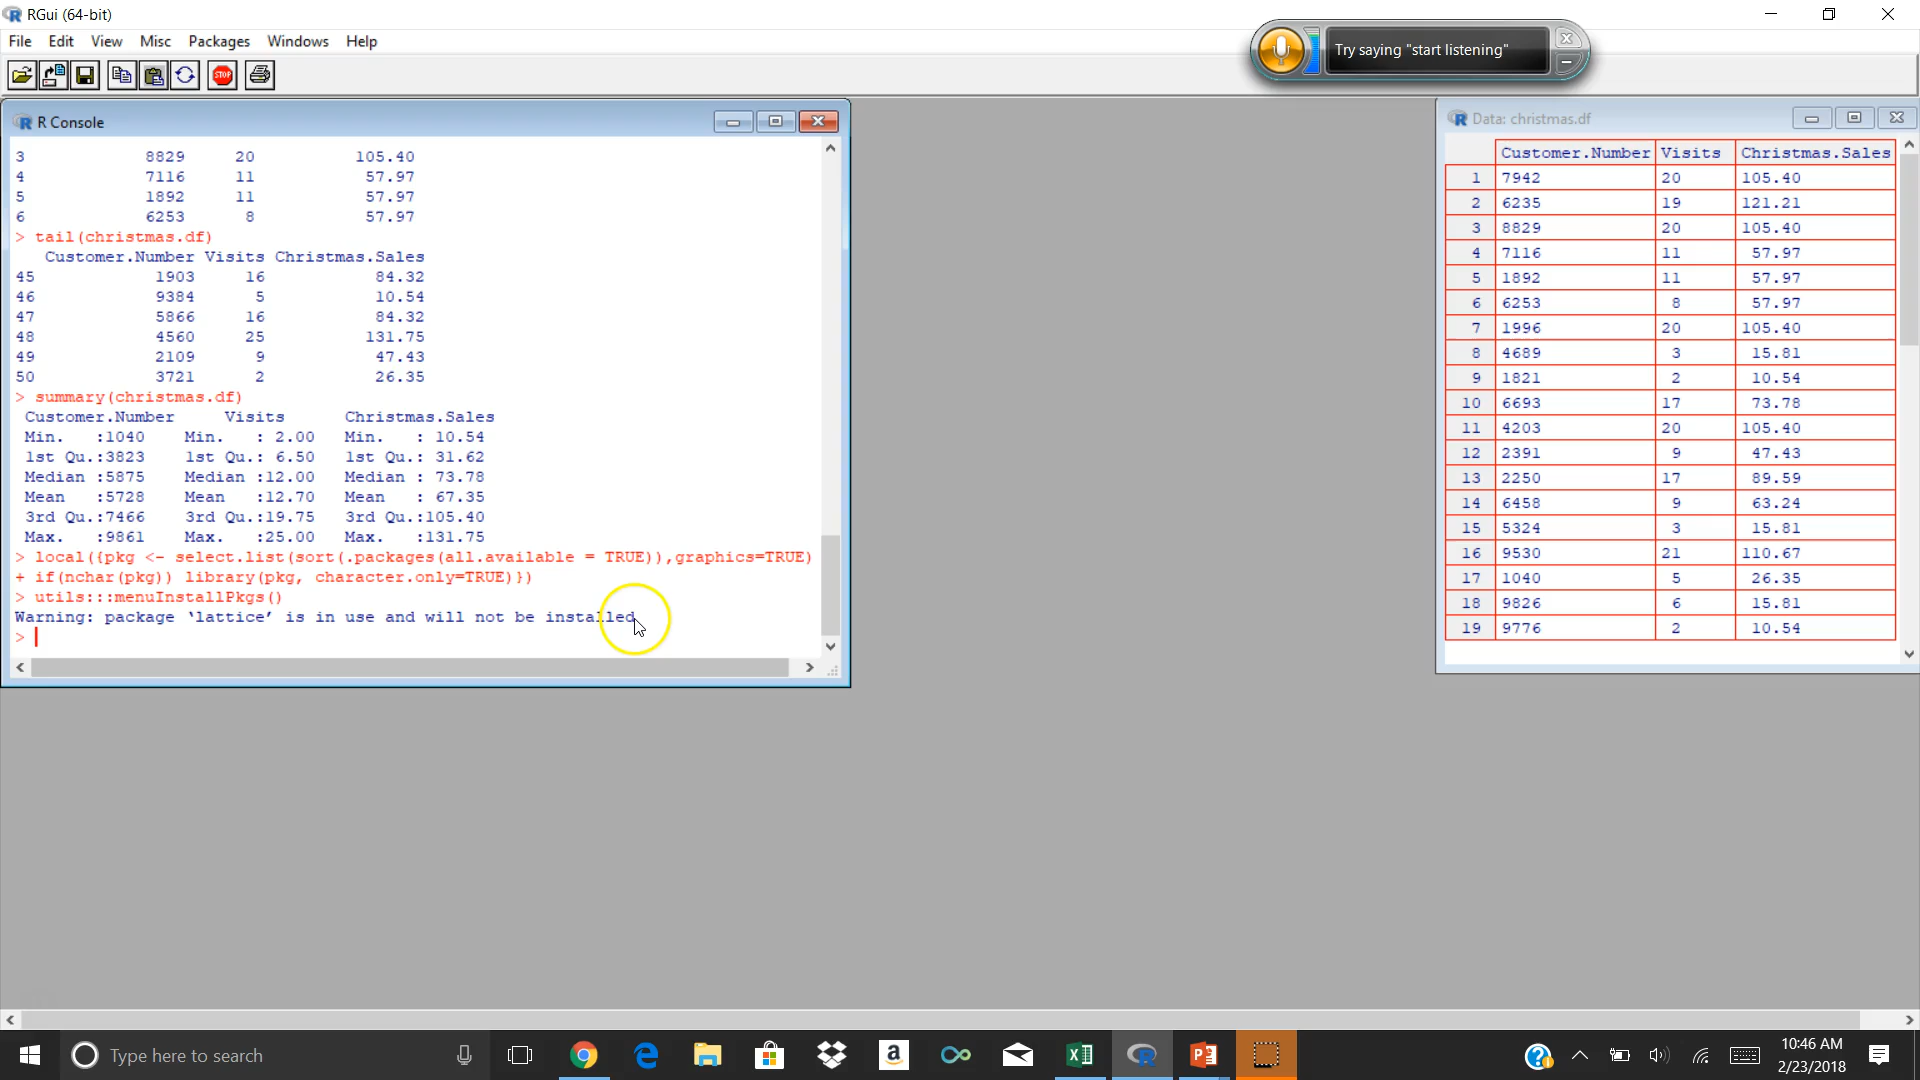 RGui (64-bit)
File Edit View Misc Packages Windows Help
STOP
Try saying "start listening"
R Console
3 8829 20 105.40
4 7116 11 57.97
5 1892 11 57.97
6 6253 8 57.97
> tail(christmas.df)
Customer.Number Visits Christmas.Sales
45 1903 16 84.32
46 9384 5 10.54
47 5866 16 84.32
48 4560 25 131.75
49 2109 9 47.43
50 3721 2 26.35
> summary(christmas.df)
Customer.Number Visits Christmas.Sales
Min. :1040 Min. : 2.00 Min. : 10.54
1st Qu.:3823 1st Qu.: 6.50 1st Qu.: 31.62
Median :5875 Median :12.00 Median : 73.78
Mean :5728 Mean :12.70 Mean : 67.35
3rd Qu.:7466 3rd Qu.:19.75 3rd Qu.:105.40
Max. :9861 Max. :25.00 Max. :131.75
> local({pkg <- select.list(sort(.packages(all.available = TRUE)),graphics=TRUE)
+ if(nchar(pkg)) library(pkg, character.only=TRUE)})
> utils:::menuInstallPkgs()
Warning: package ‘lattice’ is in use and will not be installed
>
Data: christmas.df
Customer.Number Visits Christmas.Sales
1 7942 20 105.40
2 6235 19 121.21
3 8829 20 105.40
4 7116 11 57.97
5 1892 11 57.97
6 6253 8 57.97
7 1996 20 105.40
8 4689 3 15.81
9 1821 2 10.54
10 6693 17 73.78
11 4203 20 105.40
12 2391 9 47.43
13 2250 17 89.59
14 6458 9 63.24
15 5324 3 15.81
16 9530 21 110.67
17 1040 5 26.35
18 9826 6 15.81
19 9776 2 10.54
Type here to search
10:46 AM
2/23/2018